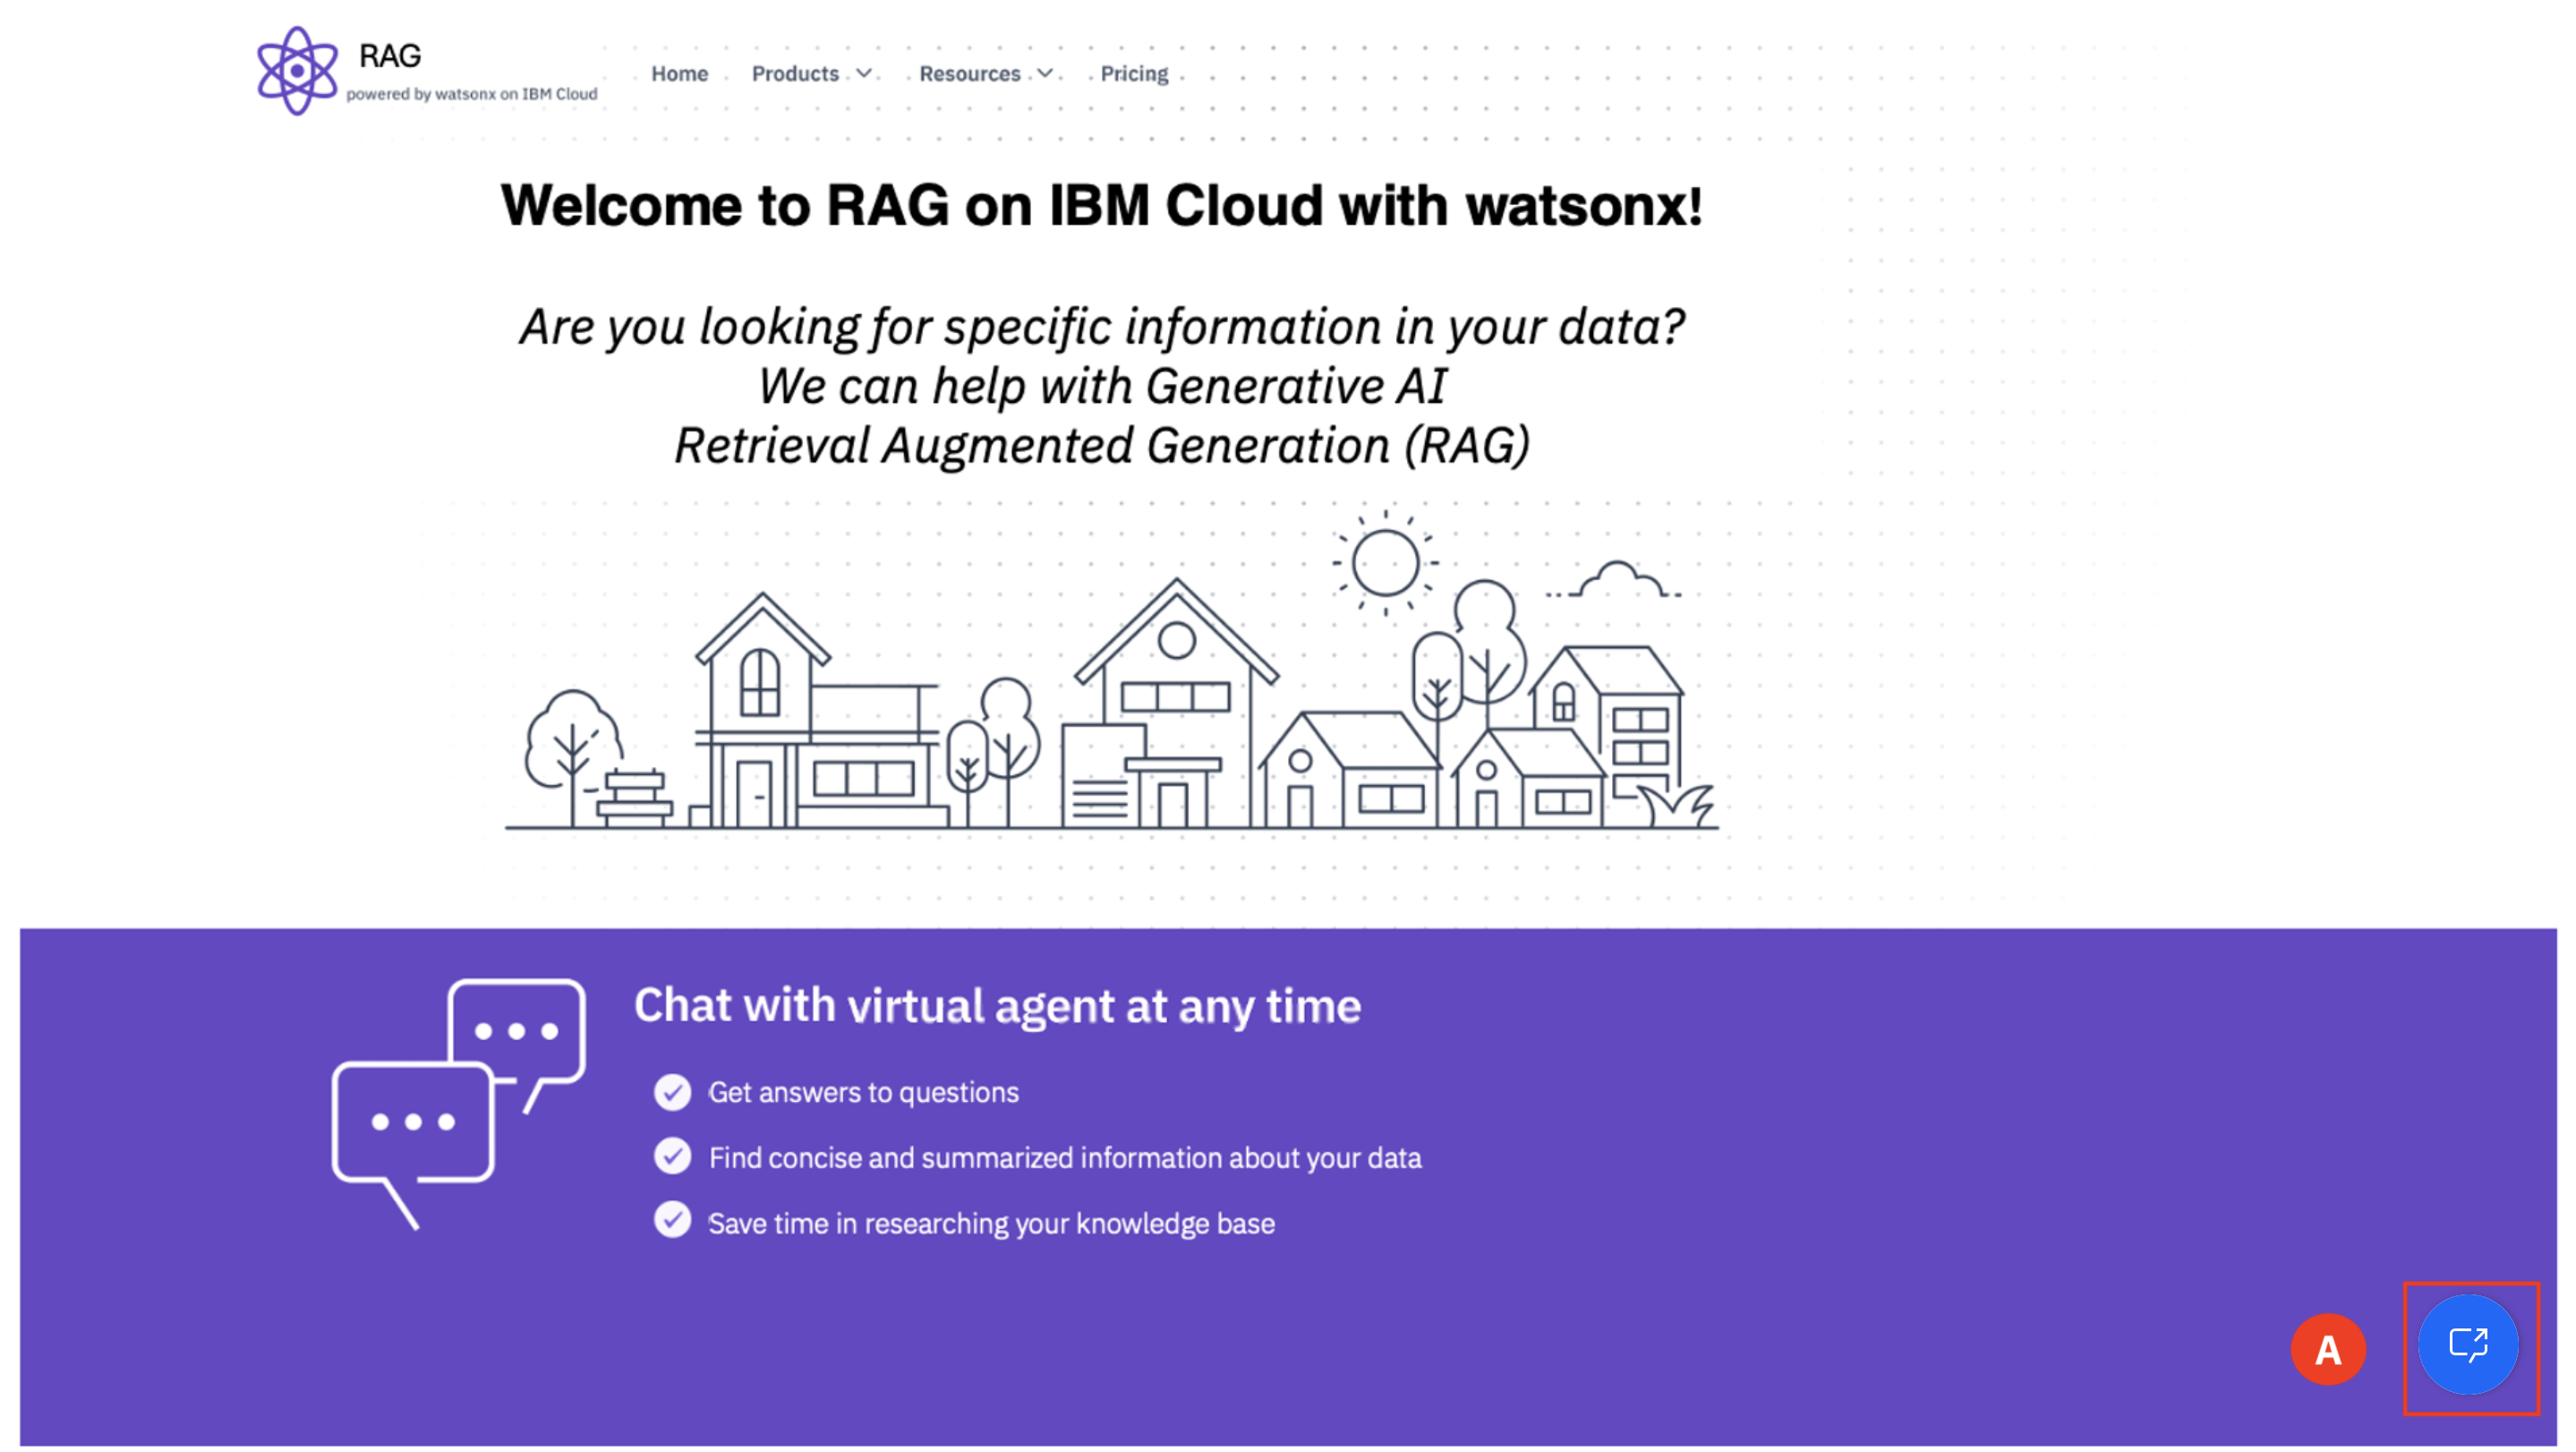 RAG
powered by watsonx on IBM Cloud
Home Products Resources Pricing
Welcome to RAG on IBM Cloud with watsonx!
Are you looking for specific information in your data?
We can help with Generative AI
Retrieval Augmented Generation (RAG)
Chat with virtual agent at any time
Get answers to questions
Find concise and summarized information about your data
Save time in researching your knowledge base
A